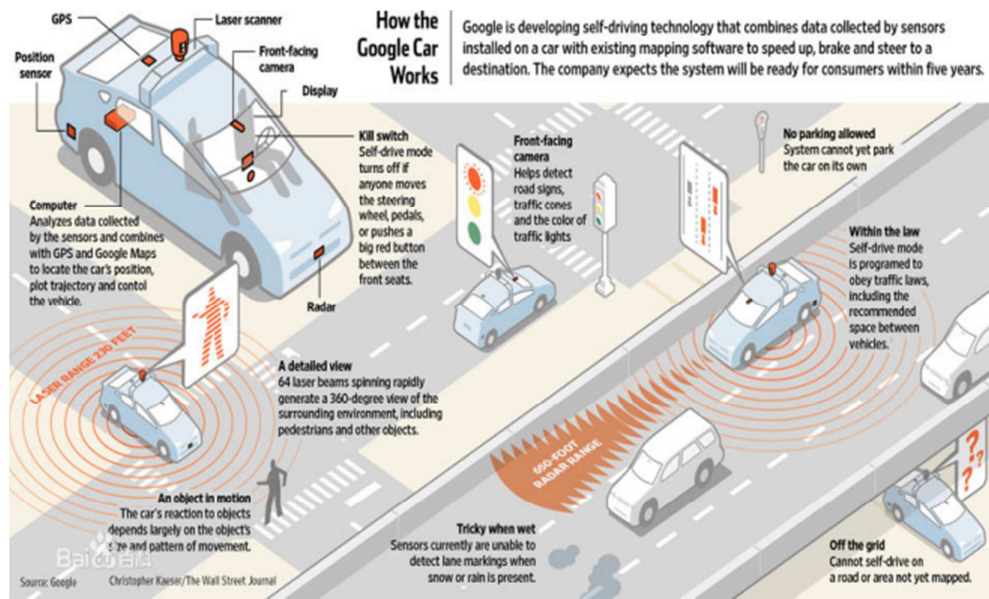 How the
Google Car
Works
Google is developing self-driving technology that combines data collected by sensors
installed on a car with existing mapping software to speed up, brake and steer to a
destination. The company expects the system will be ready for consumers within five years.
GPS
Laser scanner
Position
sensor
Front-facing
camera
Display
Kill switch
Self-drive mode
turns off if
anyone moves
the steering
wheel, pedals,
or pushes a
big red button
between the
front seats.
Computer
Analyzes data collected
by the sensors and combines
with GPS and Google Maps
to locate the car's position,
plot trajectory and contol
the vehicle.
Radar
Front-facing
camera
Helps detect
road signs,
traffic cones
and the color of
traffic lights
No parking allowed
System cannot yet park
the car on its own
Within the law
Self-drive mode
is programed to
obey traffic laws,
including the
recommended
space between
vehicles.
LASER RANGE 230 FEET
A detailed view
64 laser beams spinning rapidly
generate a 360-degree view of the
surrounding environment, including
pedestrians and other objects.
650-FOOT
RADAR RANGE
???
An object in motion
The car's reaction to objects
depends largely on the object's
size and pattern of movement.
Tricky when wet
Sensors currently are unable to
detect lane markings when
snow or rain is present.
Off the grid
Cannot self-drive on
a road or area not yet mapped.
Bai百科
Source: Google
Christopher Kaeser/The Wall Street Journal